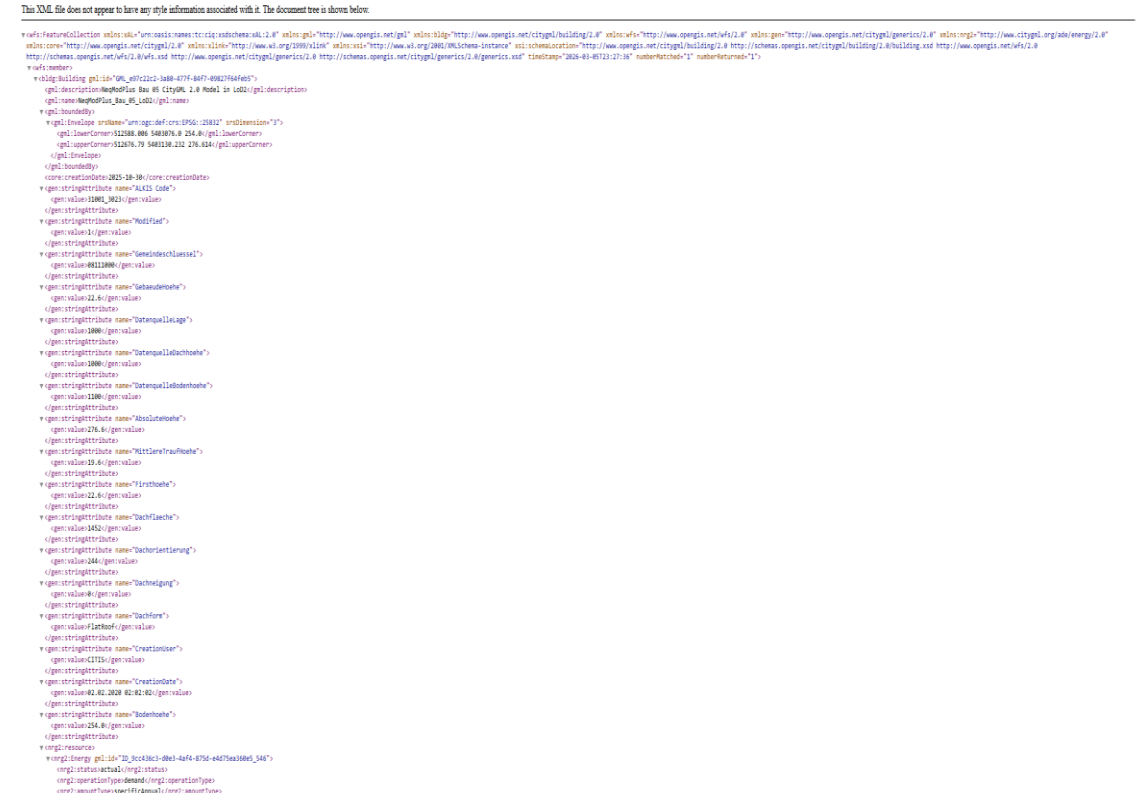 This XML file does not appear to have any style information associated with it. The document tree is shown below.
▼<wfs:FeatureCollection xmlns:xAL="urn:oasis:names:tc:ciq:xsdschema:xAL:2.0" xmlns:gml="http://www.opengis.net/gml" xmlns:bldg="http://www.opengis.net/citygml/building/2.0" xmlns:wfs="http://www.opengis.net/wfs/2.0" xmlns:gen="http://www.opengis.net/citygml/generics/2.0" xmlns:nrg2="http://www.citygml.org/ade/energy/2.0"
xmlns:core="http://www.opengis.net/citygml/2.0" xmlns:xlink="http://www.w3.org/1999/xlink" xmlns:xsi="http://www.w3.org/2001/XMLSchema-instance" xsi:schemaLocation="http://www.opengis.net/citygml/building/2.0 http://schemas.opengis.net/citygml/building/2.0/building.xsd http://www.opengis.net/wfs/2.0
http://schemas.opengis.net/wfs/2.0/wfs.xsd http://www.opengis.net/citygml/generics/2.0 http://schemas.opengis.net/citygml/generics/2.0/generics.xsd" timeStamp="2026-03-05T23:27:36" numberMatched="1" numberReturned="1">
▼<wfs:member>
▼<bldg:Building gml:id="GML_e97c22c2-3a80-477f-84f7-09827f64feb5">
<gml:description>NeqModPlus Bau 05 CityGML 2.0 Model in LoD2</gml:description>
<gml:name>NeqModPlus_Bau_05_LoD2</gml:name>
▼<gml:boundedBy>
▼<gml:Envelope srsName="urn:ogc:def:crs:EPSG::25832" srsDimension="3">
<gml:lowerCorner>512588.006 5403076.0 254.0</gml:lowerCorner>
<gml:upperCorner>512676.79 5403130.232 276.614</gml:upperCorner>
</gml:Envelope>
</gml:boundedBy>
<core:creationDate>2025-10-30</core:creationDate>
▼<gen:stringAttribute name="ALKIS Code">
<gen:value>31001_3023</gen:value>
</gen:stringAttribute>
▼<gen:stringAttribute name="Modified">
<gen:value>1</gen:value>
</gen:stringAttribute>
▼<gen:stringAttribute name="Gemeindeschluessel">
<gen:value>08111000</gen:value>
</gen:stringAttribute>
▼<gen:stringAttribute name="GebaeudeHoehe">
<gen:value>22.6</gen:value>
</gen:stringAttribute>
▼<gen:stringAttribute name="DatenquelleLage">
<gen:value>1000</gen:value>
</gen:stringAttribute>
▼<gen:stringAttribute name="DatenquelleDachhoehe">
<gen:value>1000</gen:value>
</gen:stringAttribute>
▼<gen:stringAttribute name="DatenquelleBodenhoehe">
<gen:value>1100</gen:value>
</gen:stringAttribute>
▼<gen:stringAttribute name="AbsoluteHoehe">
<gen:value>276.6</gen:value>
</gen:stringAttribute>
▼<gen:stringAttribute name="MittlereTraufHoehe">
<gen:value>19.6</gen:value>
</gen:stringAttribute>
▼<gen:stringAttribute name="Firsthoehe">
<gen:value>22.6</gen:value>
</gen:stringAttribute>
▼<gen:stringAttribute name="Dachflaeche">
<gen:value>1452</gen:value>
</gen:stringAttribute>
▼<gen:stringAttribute name="Dachorientierung">
<gen:value>244</gen:value>
</gen:stringAttribute>
▼<gen:stringAttribute name="Dachneigung">
<gen:value>0</gen:value>
</gen:stringAttribute>
▼<gen:stringAttribute name="Dachform">
<gen:value>FlatRoof</gen:value>
</gen:stringAttribute>
▼<gen:stringAttribute name="CreationUser">
<gen:value>CITIS</gen:value>
</gen:stringAttribute>
▼<gen:stringAttribute name="CreationDate">
<gen:value>02.02.2020 02:02:02</gen:value>
</gen:stringAttribute>
▼<gen:stringAttribute name="Bodenhoehe">
<gen:value>254.0</gen:value>
</gen:stringAttribute>
▼<nrg2:resource>
▼<nrg2:Energy gml:id="ID_9cc436c3-d0e3-4af4-875d-e4d75ea360e5_546">
<nrg2:status>actual</nrg2:status>
<nrg2:operationType>demand</nrg2:operationType>
<nrg2:amountType>specificAnnual</nrg2:amountType>